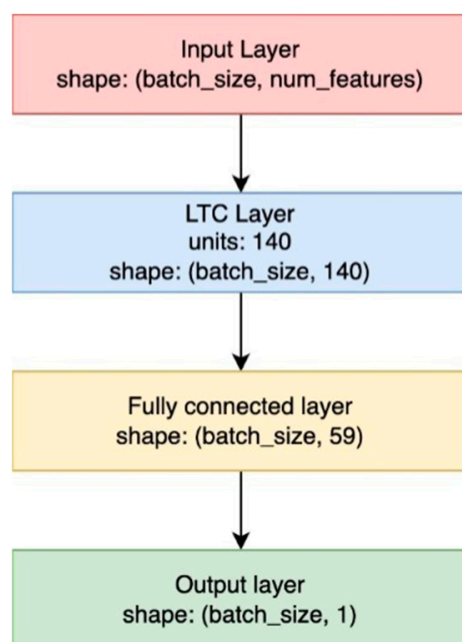 Input Layer
shape: (batch_size, num_features)
LTC Layer
units: 140
shape: (batch_size, 140)
Fully connected layer
shape: (batch_size, 59)
Output layer
shape: (batch_size, 1)